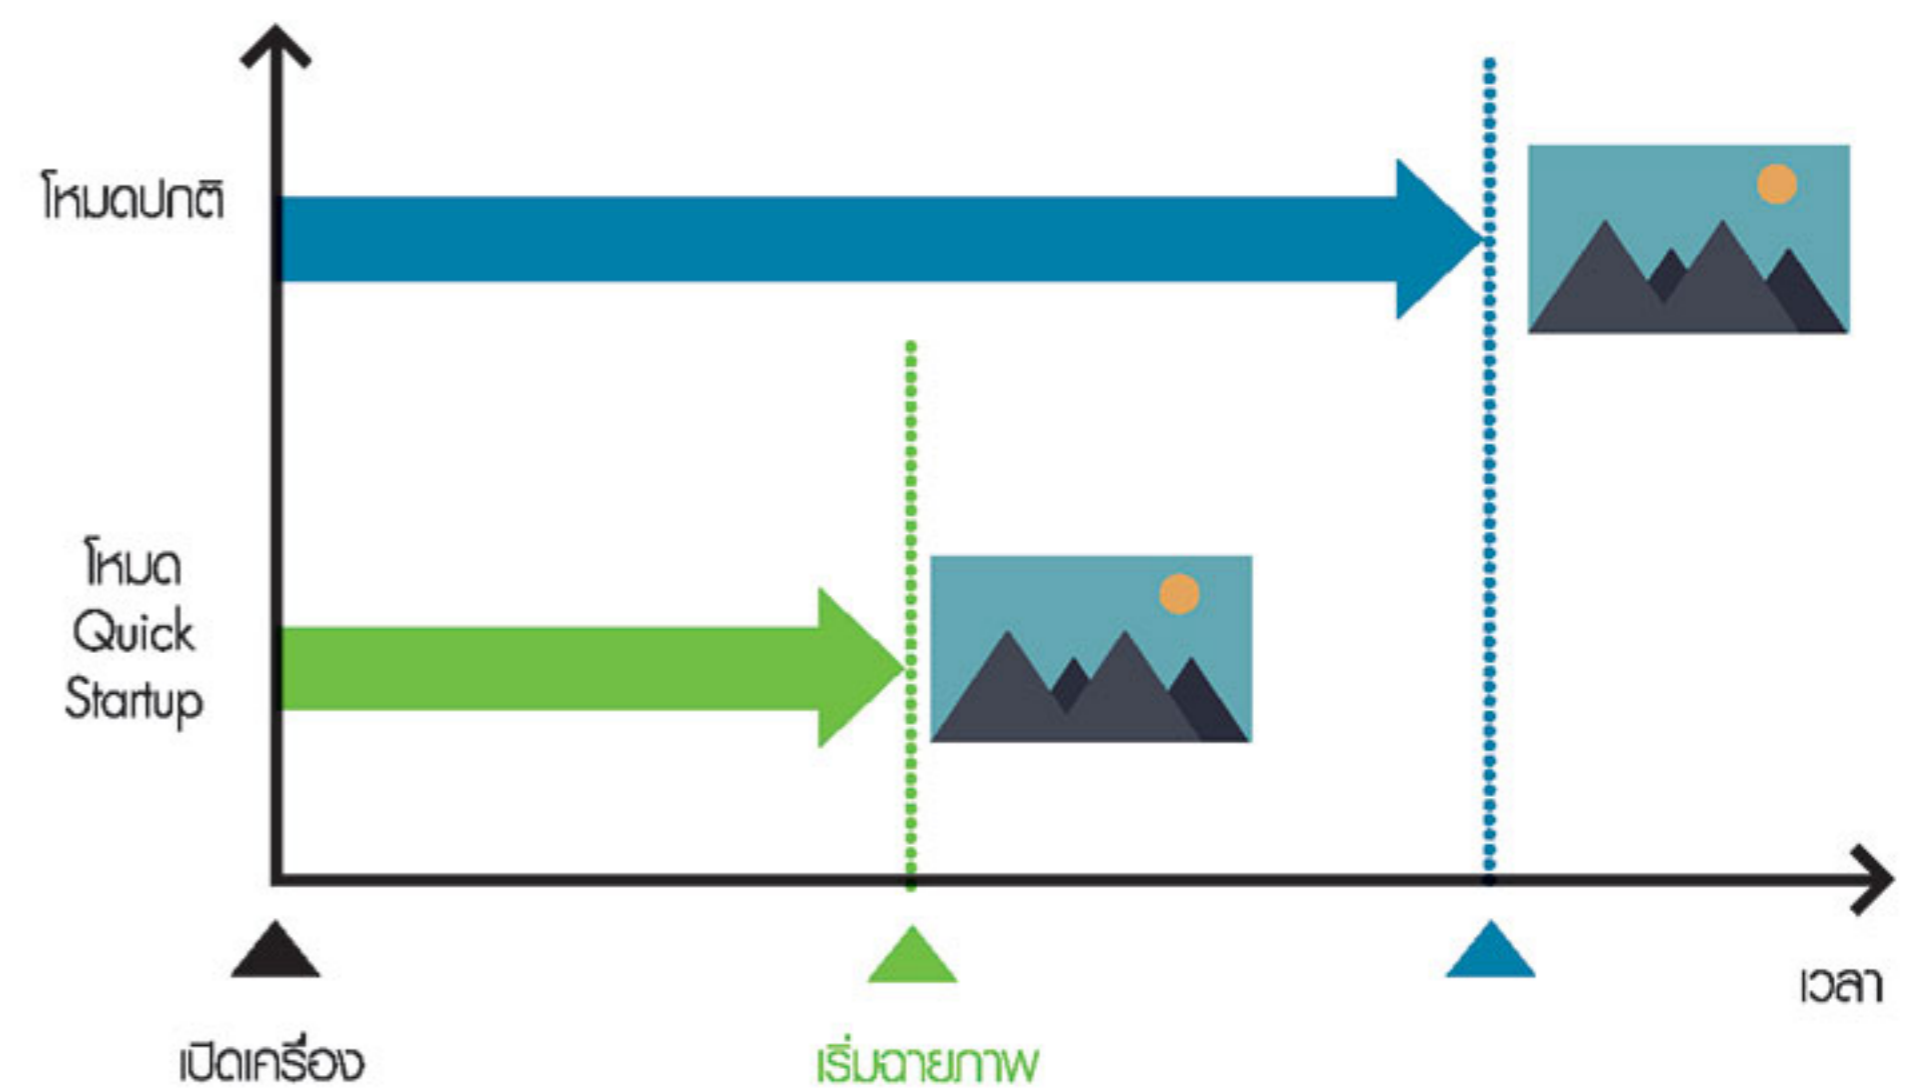 โหมดปกติ
โหมด
Quick
Startup
เวลา
เปิดเครื่อง
เริ่มฉายภาพ